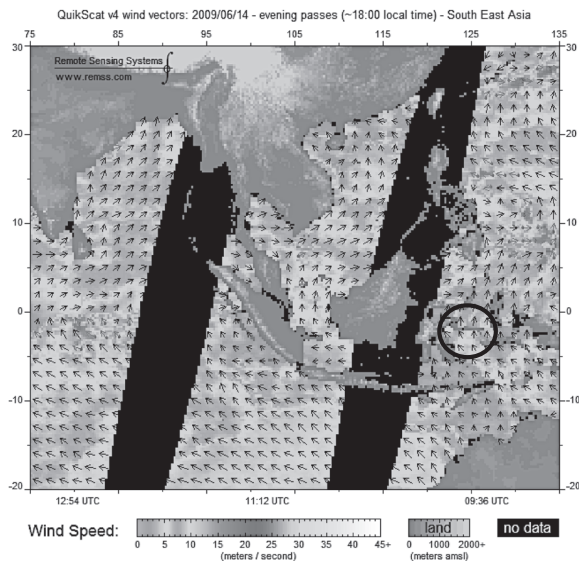 QuikScat v4 wind vectors: 2009/06/14 - evening passes (~18:00 local time) - South East Asia
75 85 95 105 115 125 135
Remote Sensing Systems
www.remss.com
30 30
20 20
10 10
0 0
-10 -10
-20 -20
12:54 UTC 11:12 UTC 09:36 UTC
Wind Speed: land no data
0 5 10 15 20 25 30 35 40 45+ 0 1000 2000+
(meters / second) (meters amsl)